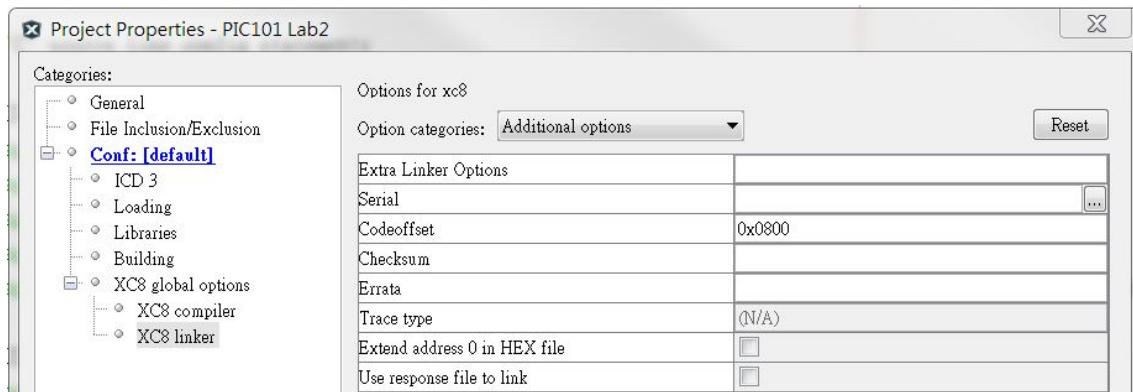 Project Properties - PIC101 Lab2
Categories:
General
File Inclusion/Exclusion
Conf: [default]
ICD 3
Loading
Libraries
Building
XC8 global options
XC8 compiler
XC8 linker
Options for xc8
Option categories: Additional options Reset
Extra Linker Options
Serial ...
Codeoffset 0x0800
Checksum
Errata
Trace type (N/A)
Extend address 0 in HEX file
Use response file to link